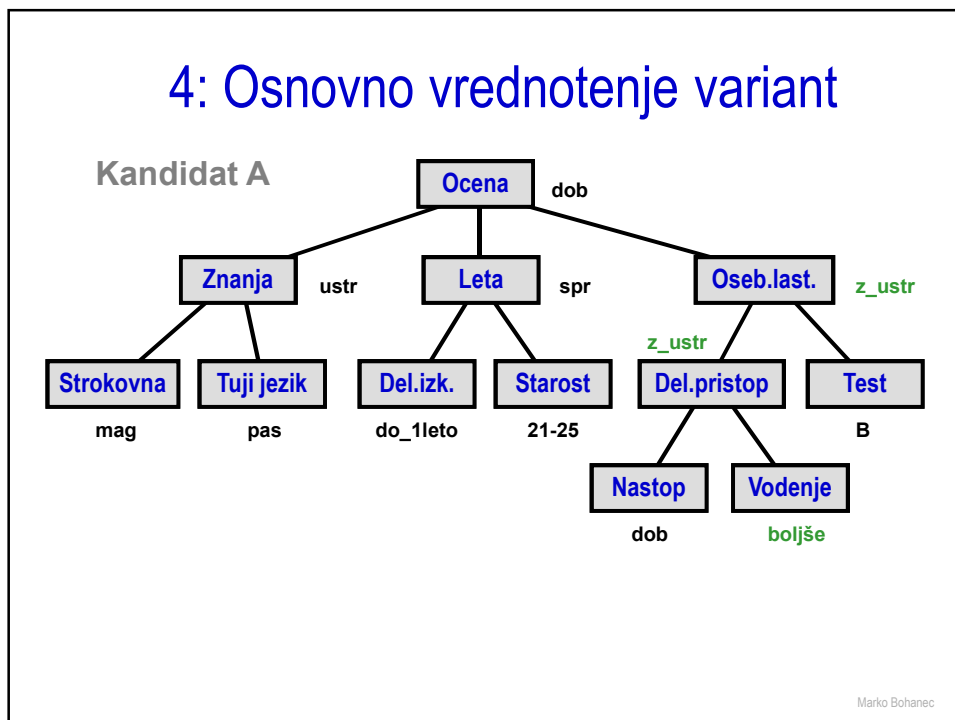 4: Osnovno vrednotenje variant
Kandidat A
Ocena dob
Znanja ustr Leta spr Oseb.last. z_ustr
z_ustr
Strokovna Tuji jezik Del.izk. Starost Del.pristop Test
mag pas do_1leto 21-25 B
Nastop Vodenje
dob boljše
Marko Bohanec